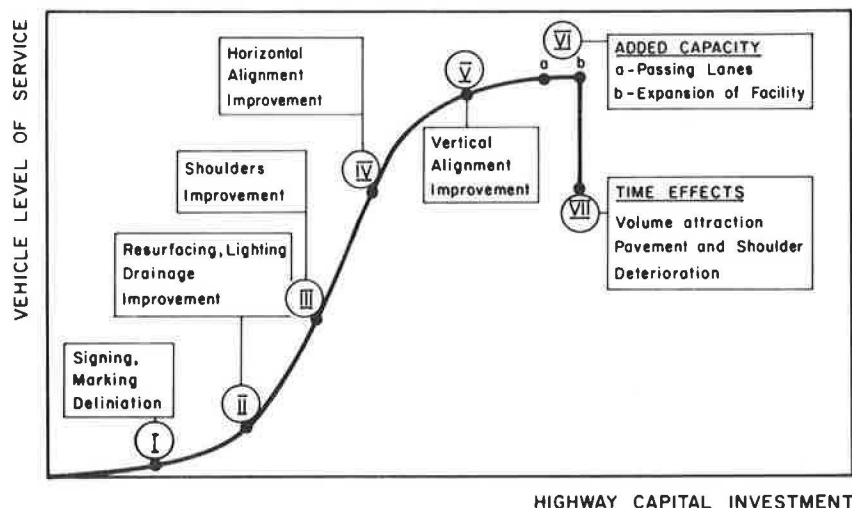 VEHICLE LEVEL OF SERVICE
Horizontal
Alignment
Improvement
IV
Shoulders
Improvement
III
Resurfacing, Lighting
Drainage
Improvement
II
Signing,
Marking
Deliniation
I
V
Vertical
Alignment
Improvement
a
b
VI
ADDED CAPACITY
a-Passing Lanes
b-Expansion of Facility
VII
TIME EFFECTS
Volume attraction
Pavement and Shoulder
Deterioration
HIGHWAY CAPITAL INVESTMENT